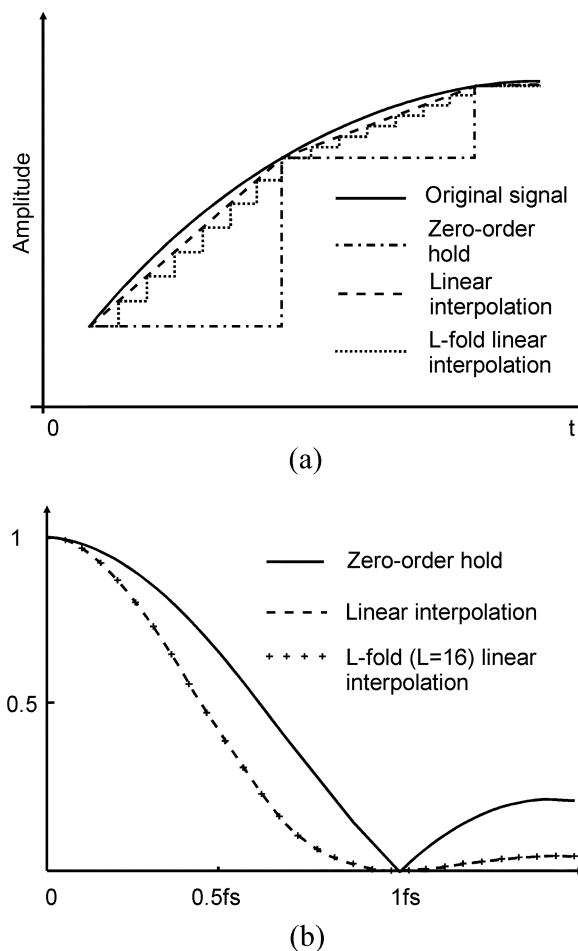 Amplitude
Original signal
Zero-order
hold
Linear
interpolation
L-fold linear
interpolation
0
t
(a)
1
Zero-order hold
Linear interpolation
L-fold (L=16) linear
interpolation
0.5
0
0.5fs
1fs
(b)